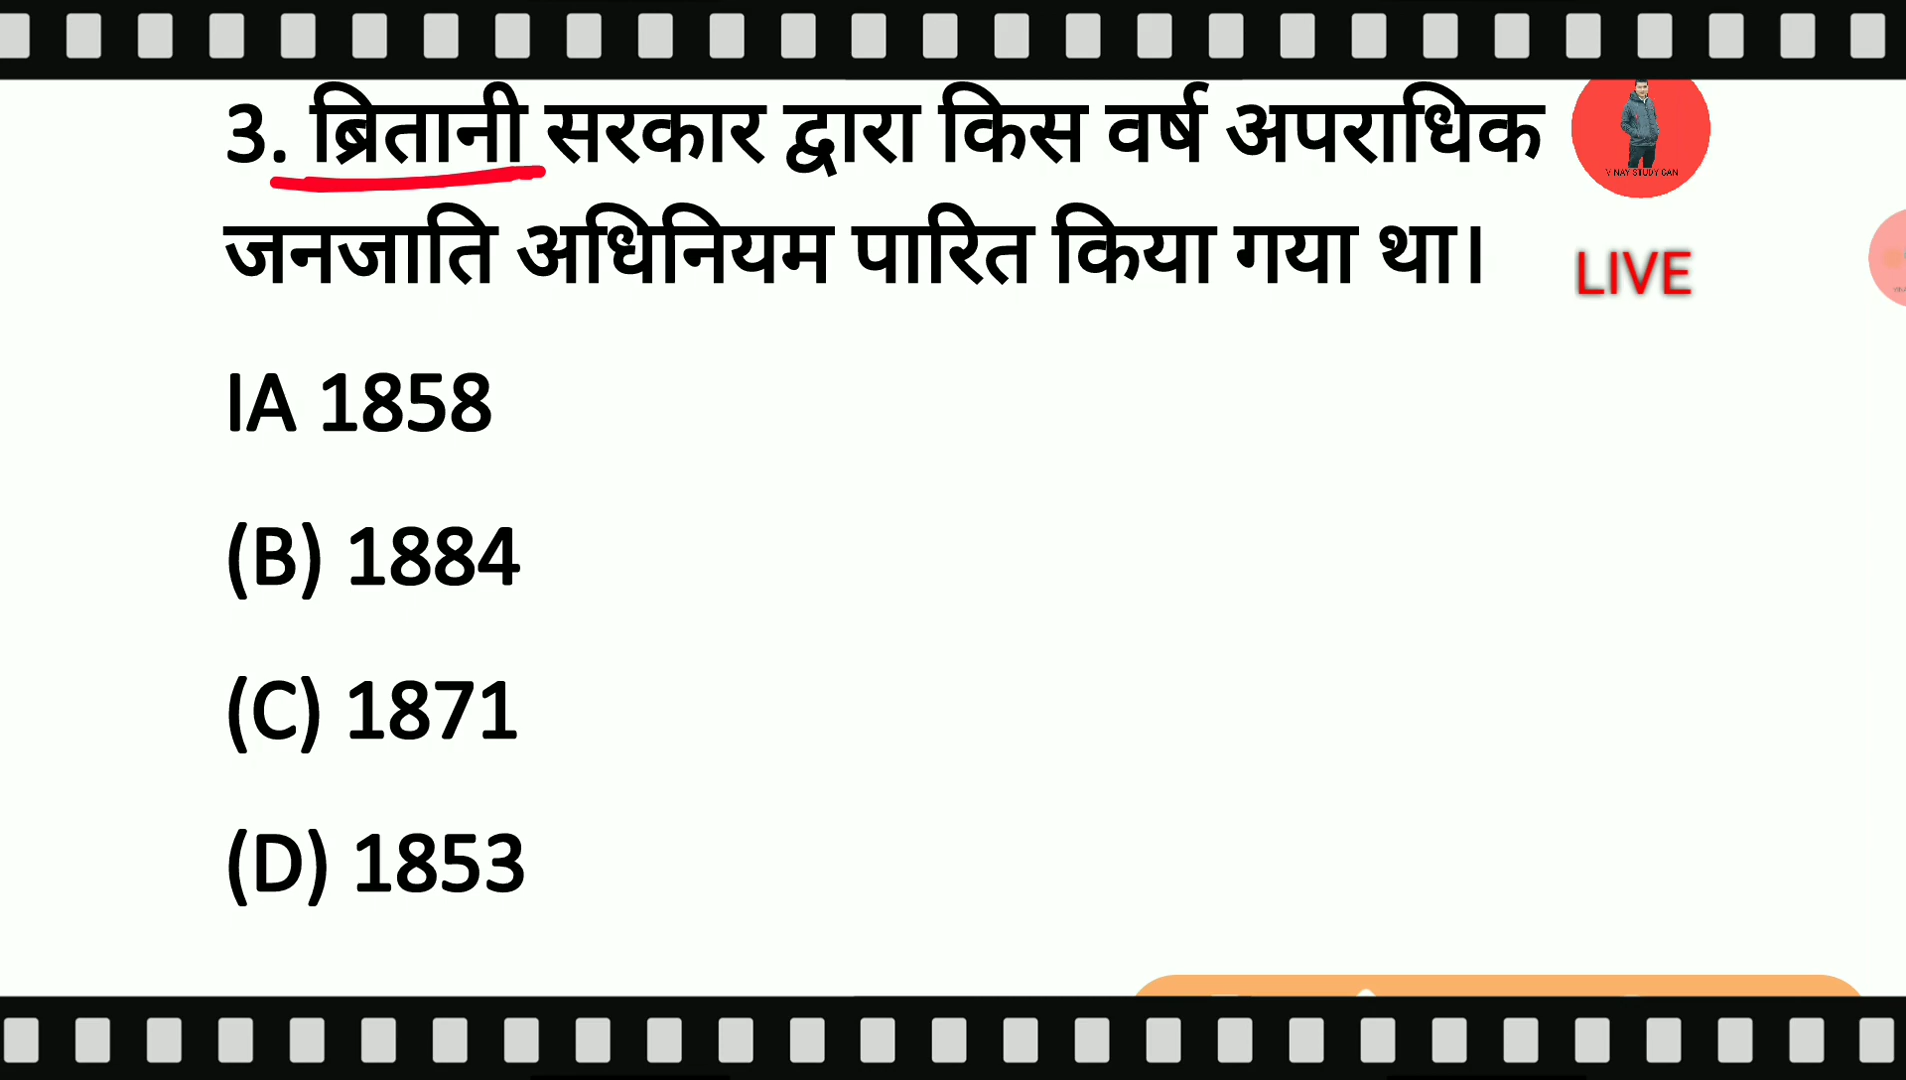 3. ब्रितानी सरकार द्वारा किस वर्ष अपराधिक
जनजाति अधिनियम पारित किया गया था।
LIVE
IA 1858
(B) 1884
(C) 1871
(D) 1853